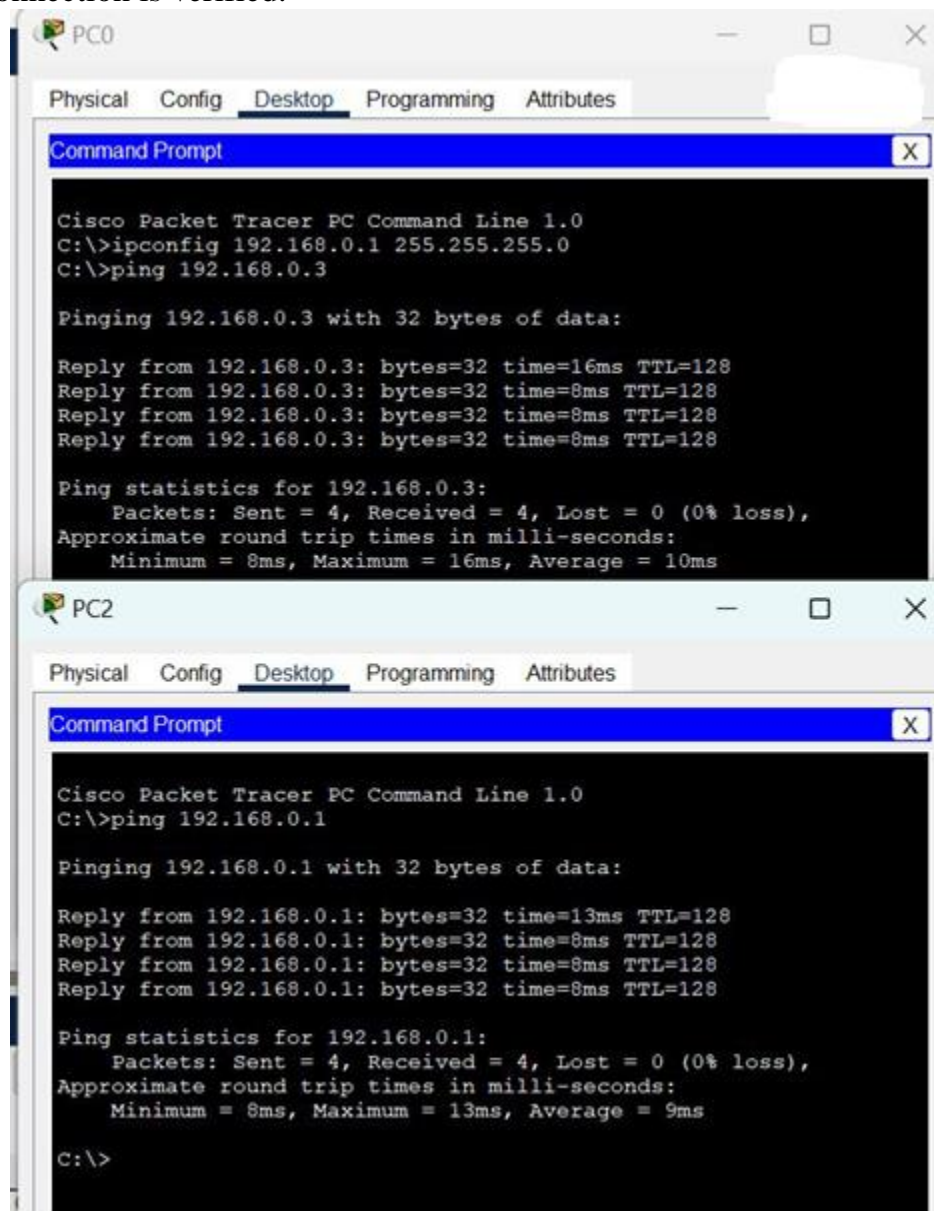 onnection is verified.
PC0
Physical Config Desktop Programming Attributes
Command Prompt X
Cisco Packet Tracer PC Command Line 1.0
C:\>ipconfig 192.168.0.1 255.255.255.0
C:\>ping 192.168.0.3
Pinging 192.168.0.3 with 32 bytes of data:
Reply from 192.168.0.3: bytes=32 time=16ms TTL=128
Reply from 192.168.0.3: bytes=32 time=8ms TTL=128
Reply from 192.168.0.3: bytes=32 time=8ms TTL=128
Reply from 192.168.0.3: bytes=32 time=8ms TTL=128
Ping statistics for 192.168.0.3:
Packets: Sent = 4, Received = 4, Lost = 0 (0% loss),
Approximate round trip times in milli-seconds:
Minimum = 8ms, Maximum = 16ms, Average = 10ms
PC2
Physical Config Desktop Programming Attributes
Command Prompt X
Cisco Packet Tracer PC Command Line 1.0
C:\>ping 192.168.0.1
Pinging 192.168.0.1 with 32 bytes of data:
Reply from 192.168.0.1: bytes=32 time=13ms TTL=128
Reply from 192.168.0.1: bytes=32 time=8ms TTL=128
Reply from 192.168.0.1: bytes=32 time=8ms TTL=128
Reply from 192.168.0.1: bytes=32 time=8ms TTL=128
Ping statistics for 192.168.0.1:
Packets: Sent = 4, Received = 4, Lost = 0 (0% loss),
Approximate round trip times in milli-seconds:
Minimum = 8ms, Maximum = 13ms, Average = 9ms
C:\>